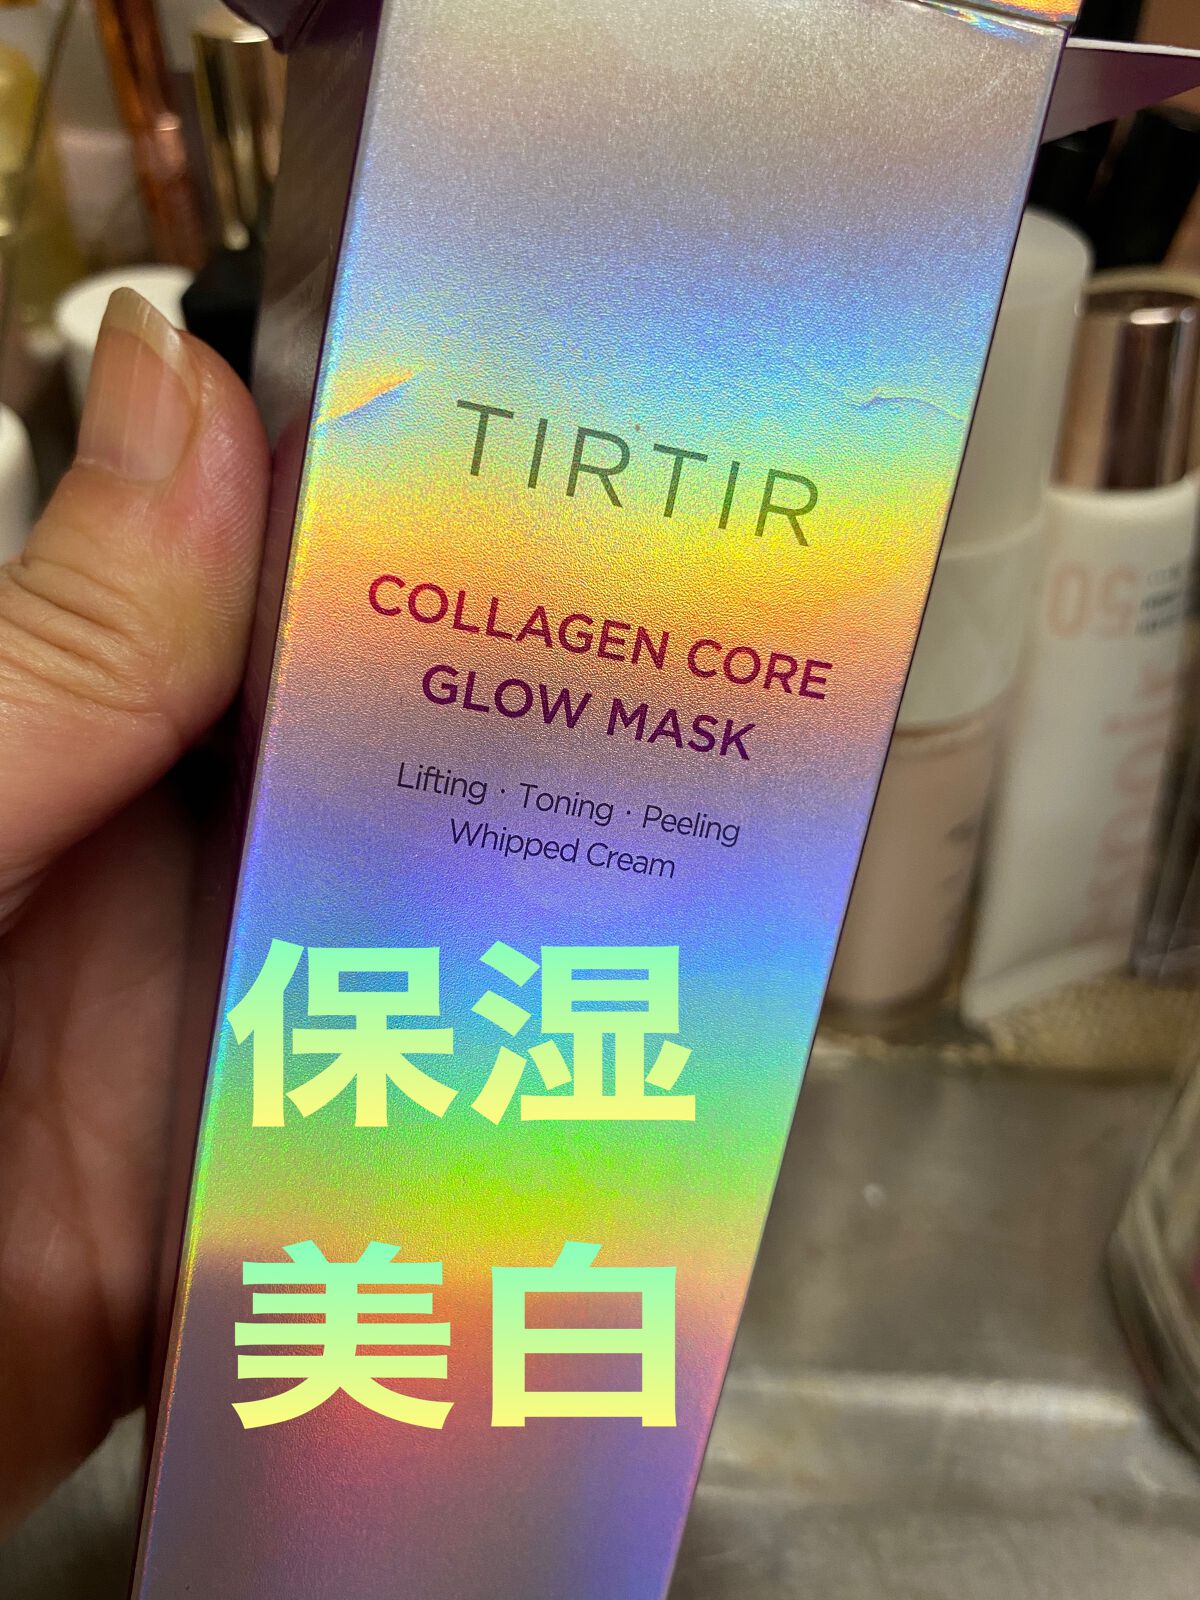 TIRTIR
COLLAGEN CORE
GLOW MASK
Lifting · Toning · Peeling
Whipped Cream
保湿
美白